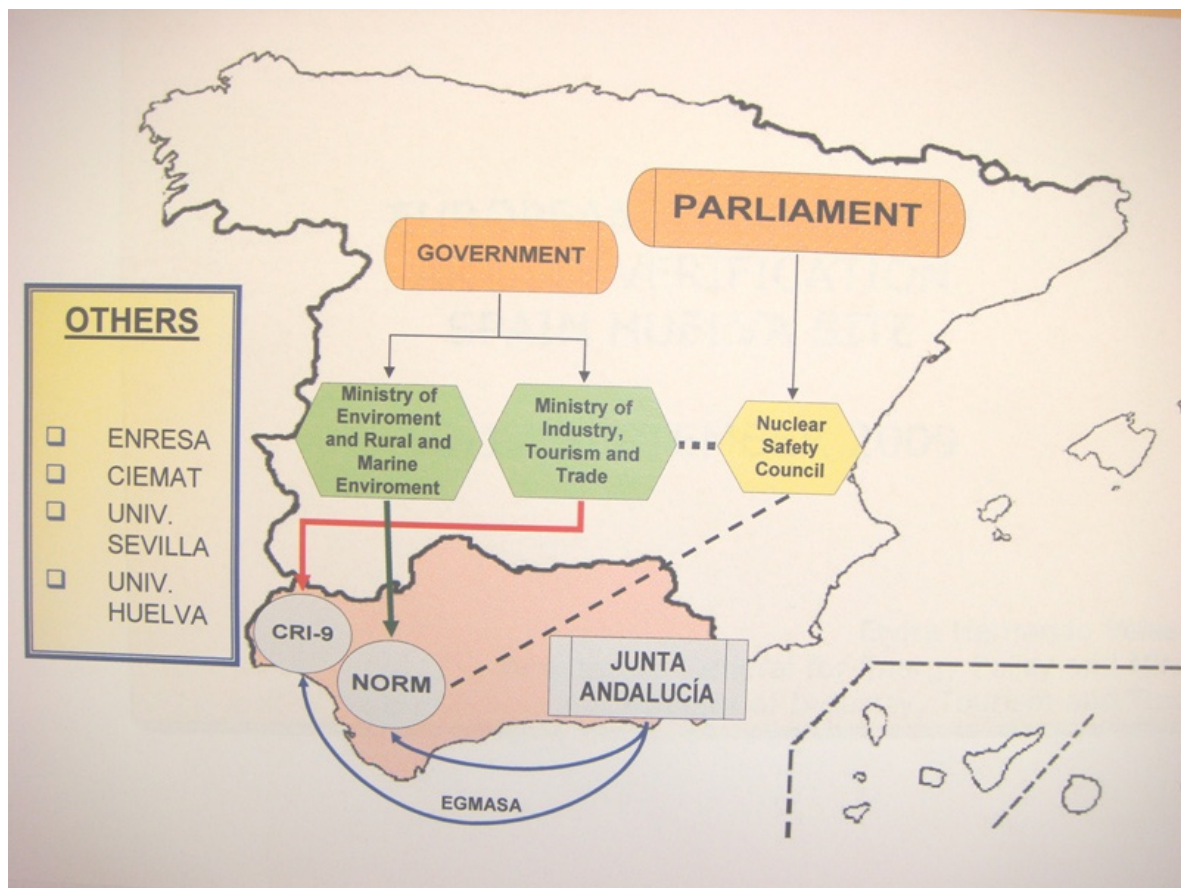 PARLIAMENT
GOVERNMENT
OTHERS
ENRESA
CIEMAT
UNIV.
SEVILLA
UNIV.
HUELVA
Ministry of
Enviroment
and Rural and
Marine
Enviroment
Ministry of
Industry,
Tourism and
Trade
Nuclear
Safety
Council
CRI-9
NORM
JUNTA
ANDALUCÍA
EGMASA